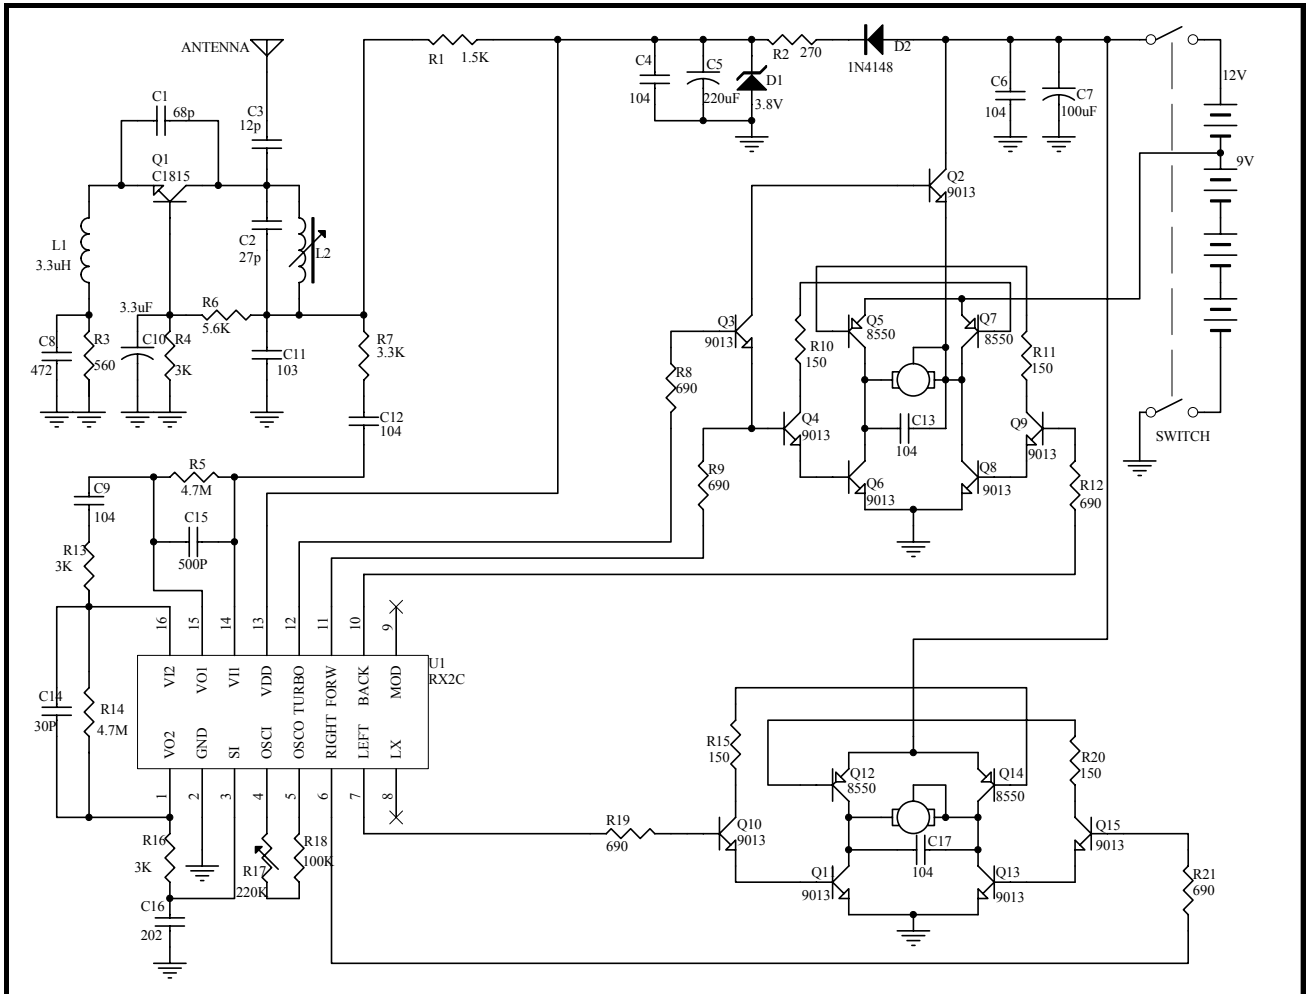 ANTENNA
R1
1.5K
C4
104
C5
220uF
D1
3.8V
R2
270
D2
1N4148
C6
104
C7
100uF
12V
9V
C1
68p
C3
12p
Q1
C1815
C2
27p
L2
L1
3.3uH
Q2
9013
3.3uF
R6
5.6K
C8
472
R3
560
C10
R4
3K
C11
103
R7
3.3K
C12
104
Q3
9013
R8
690
R10
150
Q5
8550
Q7
8550
R11
150
Q4
9013
C13
104
Q9
9013
SWITCH
R9
690
Q6
9013
Q8
9013
R12
690
R5
4.7M
C9
104
C15
500P
R13
3K
16
15
14
13
12
11
10
9
VI2
VO1
VI1
VDD
TURBO
FORW
BACK
MOD
U1
RX2C
VO2
GND
SI
OSCI
OSCO
RIGHT
LEFT
LX
1
2
3
4
5
6
7
8
C14
30P
R14
4.7M
R16
3K
R17
220K
R18
100K
C16
202
R15
150
Q12
8550
Q14
8550
R20
150
R19
690
Q10
9013
C17
104
Q15
9013
Q11
9013
Q13
9013
R21
690